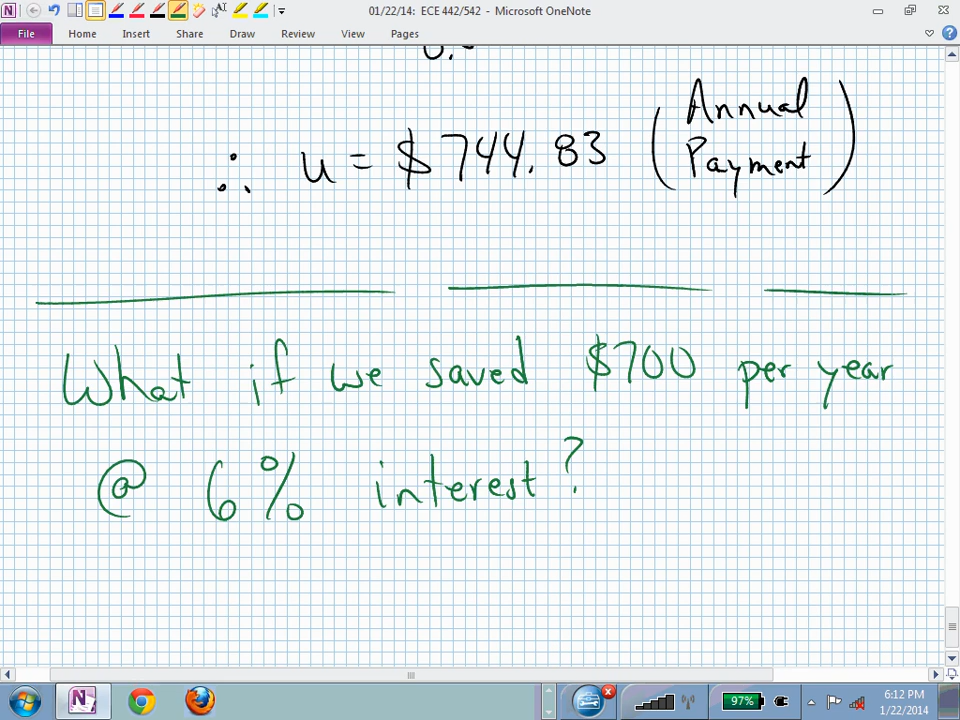 01/22/14: ECE 442/542 - Microsoft OneNote
File Home Insert Share Draw Review View Pages
∴ u = $744.83 (Annual Payment)
What if we saved $700 per year
@ 6% interest?
97%
6:12 PM
1/22/2014